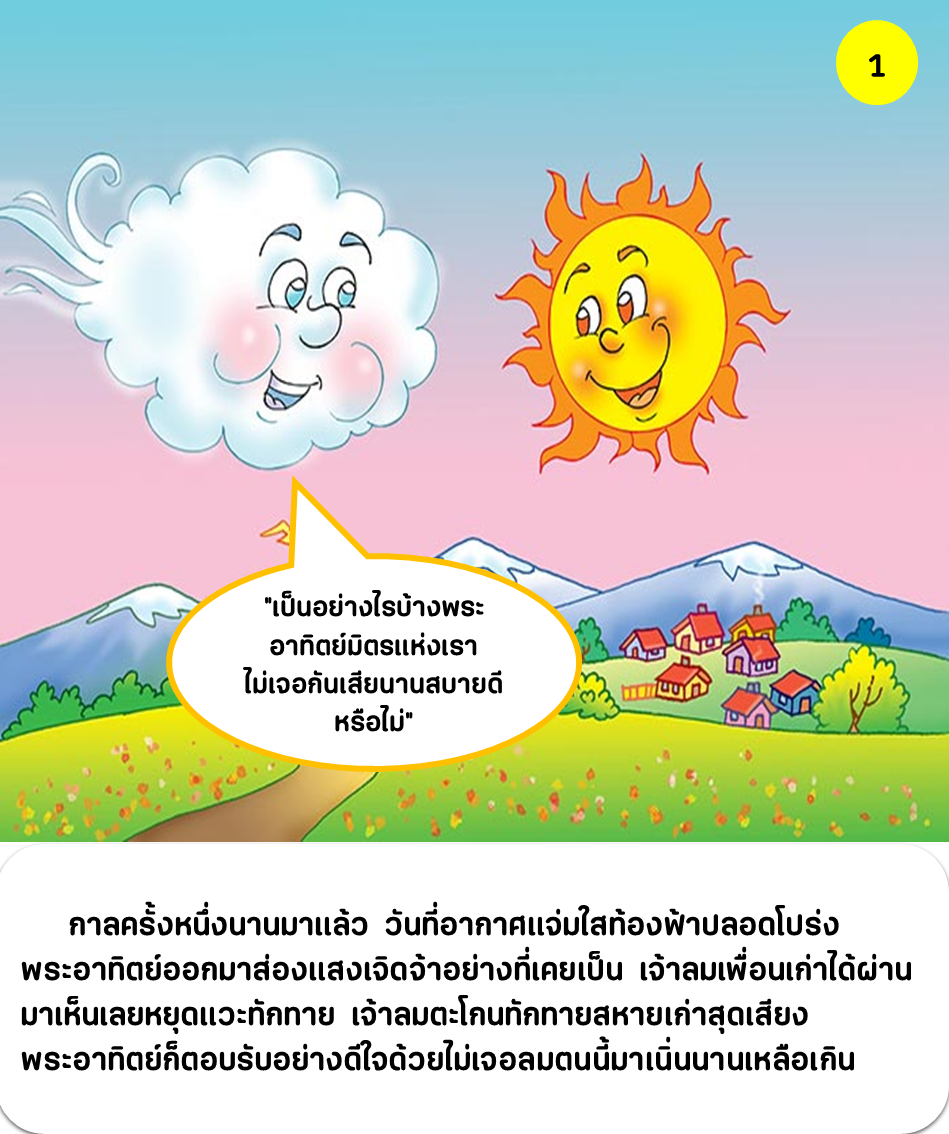 1
"เป็นอย่างไรบ้างพระ
อาทิตย์มิตรแห่งเรา
ไม่เจอกันเสียนานสบายดี
หรือไม่"
กาลครั้งหนึ่งนานมาแล้ว วันที่อากาศแจ่มใสท้องฟ้าปลอดโปร่ง
พระอาทิตย์ออกมาส่องแสงเจิดจ้าอย่างที่เคยเป็น เจ้าลมเพื่อนเก่าได้ผ่าน
มาเห็นเลยหยุดแวะทักทาย เจ้าลมตะโกนทักทายสหายเก่าสุดเสียง
พระอาทิตย์ก็ตอบรับอย่างดีใจด้วยไม่เจอลมตนนี้มาเนิ่นนานเหลือเกิน